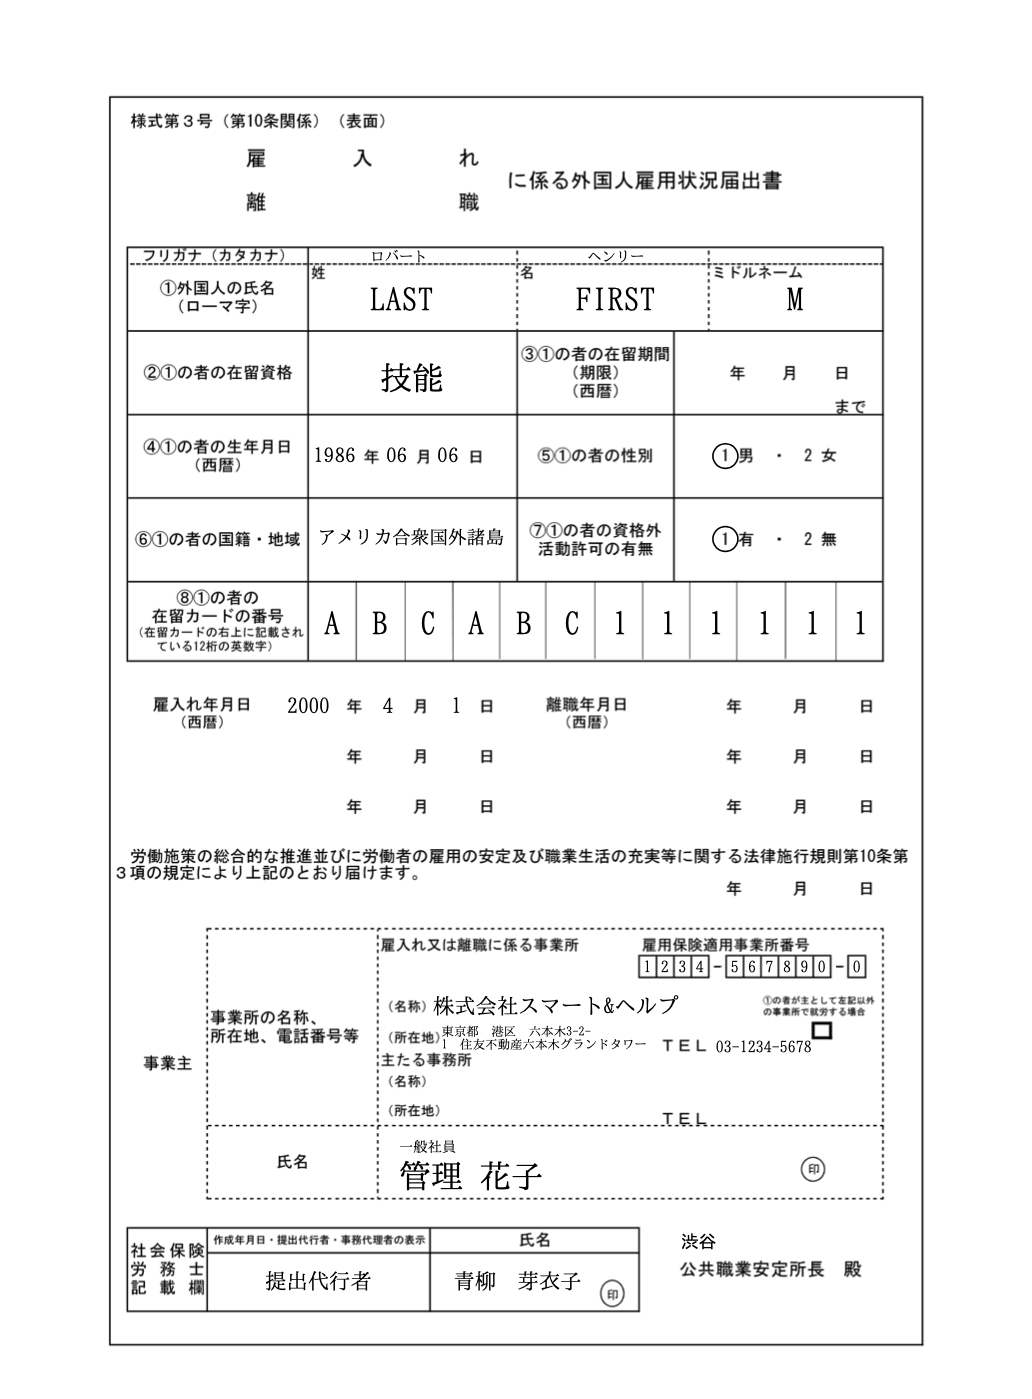 様式第３号（第10条関係）（表面）
雇　入　れ
離　職
に係る外国人雇用状況届出書
フリガナ（カタカナ） ロバート ヘンリー
①外国人の氏名
（ローマ字）
姓 LAST 名 FIRST ミドルネーム M
②①の者の在留資格 技能
③①の者の在留期間
（期限）
（西暦）
年 月 日
まで
④①の者の生年月日
（西暦）
1986 年 06 月 06 日
⑤①の者の性別
①男 ・ 2 女
⑥①の者の国籍・地域 アメリカ合衆国外諸島
⑦①の者の資格外
活動許可の有無
①有 ・ 2 無
⑧①の者の
在留カードの番号
（在留カードの右上に記載され
ている12桁の英数字）
A B C A B C 1 1 1 1 1 1
雇入れ年月日
（西暦）
2000 年 4 月 1 日
離職年月日
（西暦）
年 月 日
年 月 日 年 月 日
年 月 日 年 月 日
労働施策の総合的な推進並びに労働者の雇用の安定及び職業生活の充実等に関する法律施行規則第10条第
３項の規定により上記のとおり届けます。
年 月 日
事業主
事業所の名称、
所在地、電話番号等
雇入れ又は離職に係る事業所 雇用保険適用事業所番号
1234-567890-0
（名称）株式会社スマート&ヘルプ
①の者が主として左記以外
の事業所で就労する場合
（所在地）東京都　港区　六本木3-2-
1　住友不動産六本木グランドタワー ＴＥＬ 03-1234-5678
主たる事務所
（名称）
（所在地） ＴＥＬ
氏名
一般社員
管理 花子 印
社会保険
労務士
記載欄
作成年月日・提出代行者・事務代理者の表示 氏名
提出代行者 青柳　芽衣子 印
渋谷
公共職業安定所長　殿